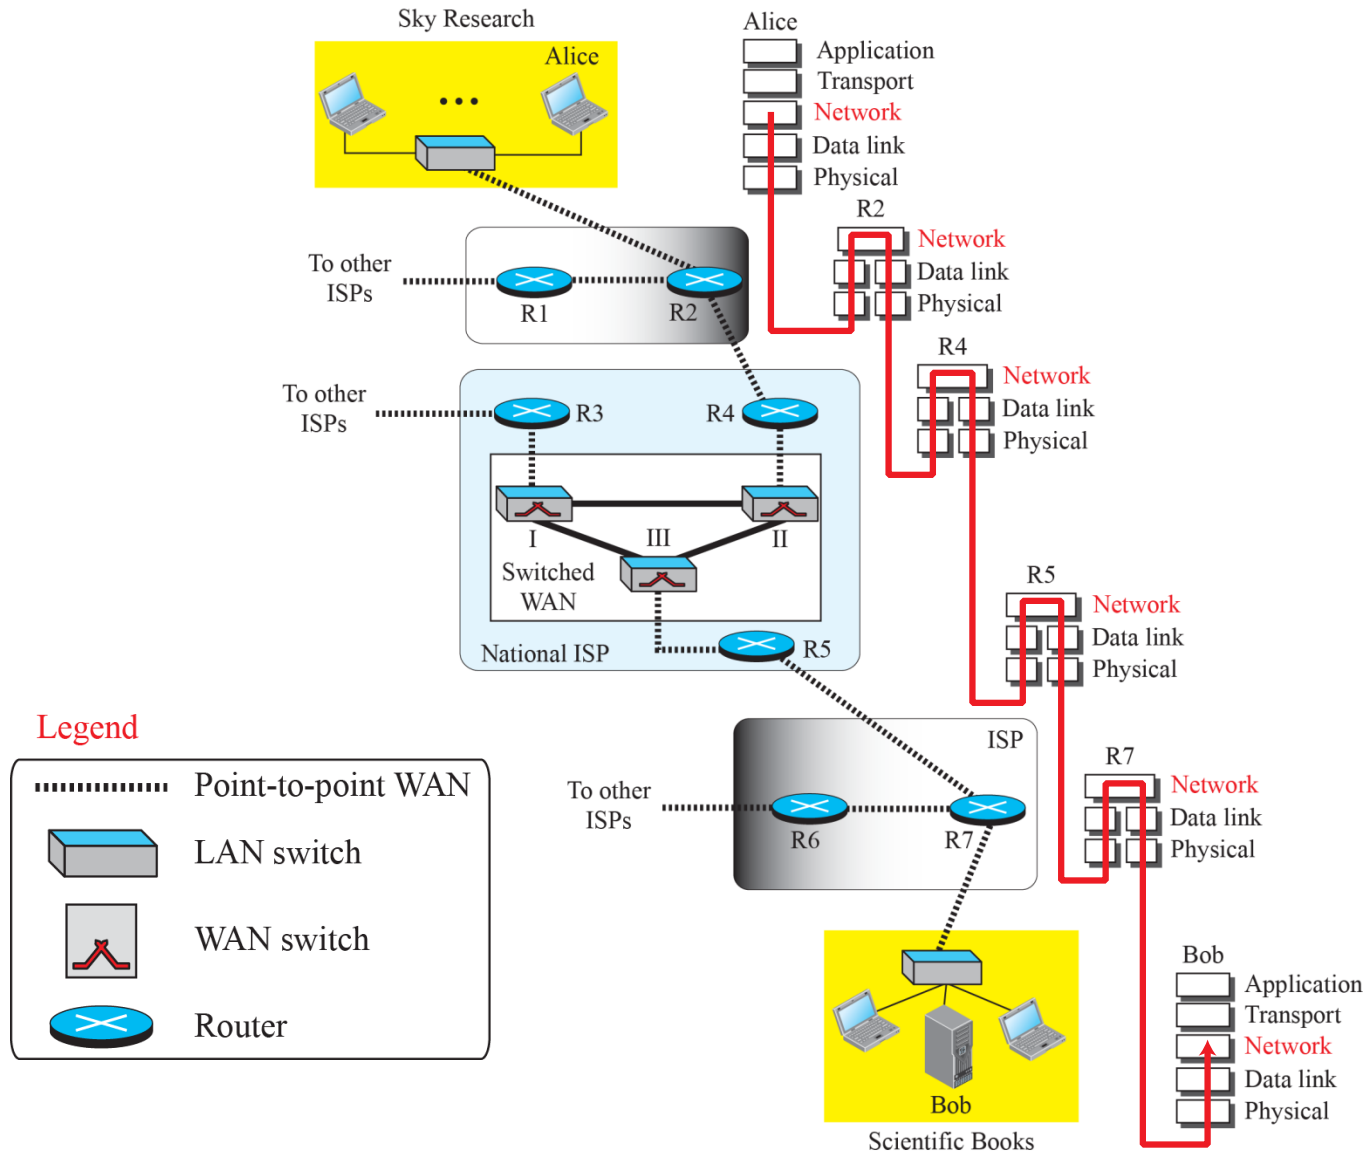 Sky Research
Alice
Alice
Application
Transport
Network
Data link
Physical
R2
Network
Data link
Physical
To other
ISPs
R1
R2
R4
Network
Data link
Physical
To other
ISPs
R3
R4
I
III
II
Switched
WAN
National ISP
R5
R5
Network
Data link
Physical
Legend
Point-to-point WAN
LAN switch
WAN switch
Router
ISP
To other
ISPs
R6
R7
R7
Network
Data link
Physical
Bob
Scientific Books
Bob
Application
Transport
Network
Data link
Physical